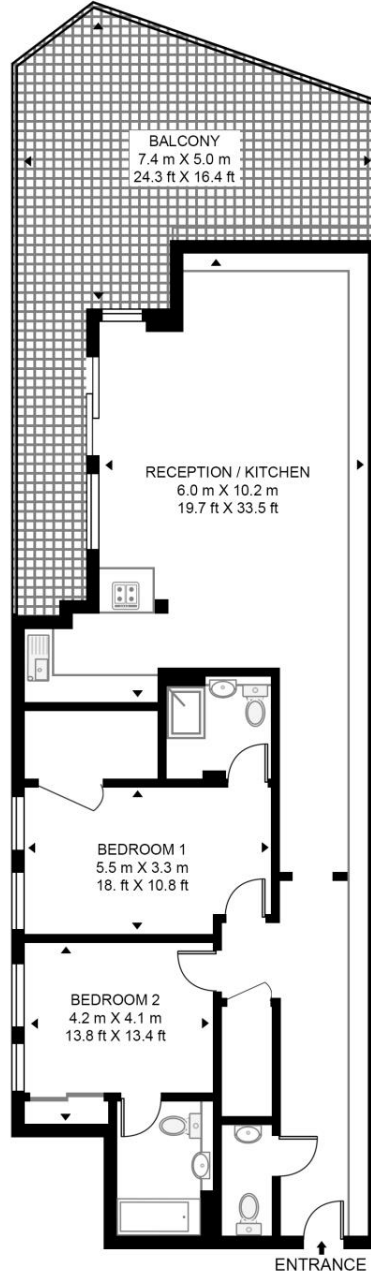 BALCONY
7.4 m X 5.0 m
24.3 ft X 16.4 ft
RECEPTION / KITCHEN
6.0 m X 10.2 m
19.7 ft X 33.5 ft
BEDROOM 1
5.5 m X 3.3 m
18. ft X 10.8 ft
BEDROOM 2
4.2 m X 4.1 m
13.8 ft X 13.4 ft
ENTRANCE